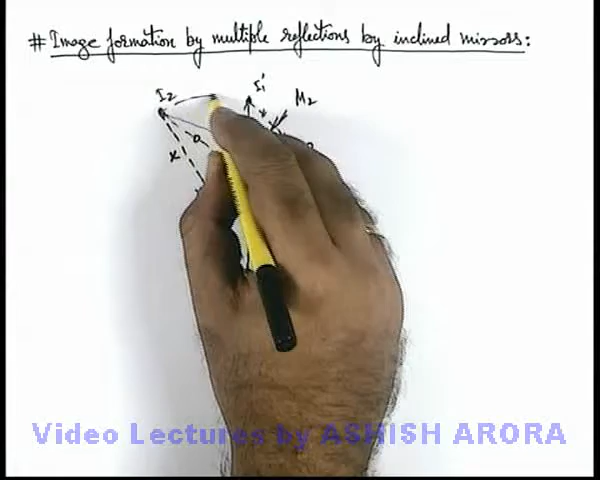 # Image formation by multiple reflections by inclined mirrors:
I2
I1'
M2
x
Video Lectures by ASHISH ARORA